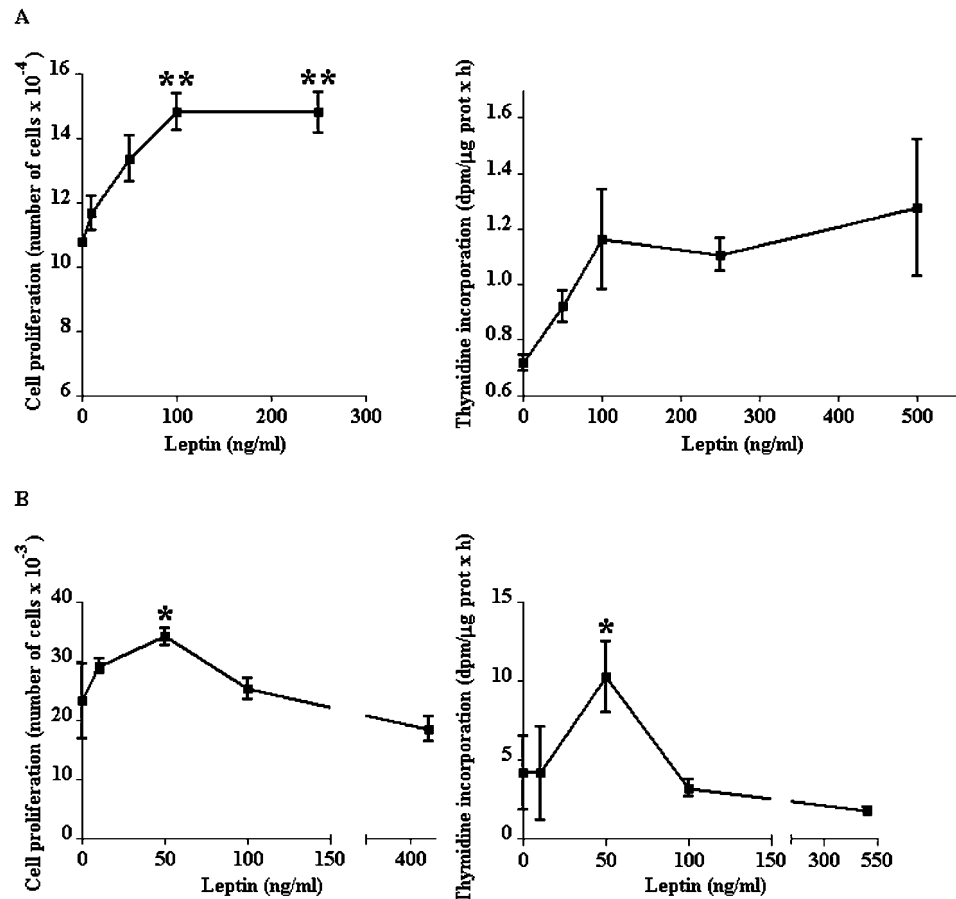 A
Cell proliferation (number of cells x 10-4)
16
14
12
10
8
6
** **
0 100 200 300
Leptin (ng/ml)
Thymidine incorporation (dpm/µg prot x h)
1.6
1.4
1.2
1.0
0.8
0.6
0 100 200 300 400 500
Leptin (ng/ml)
B
Cell proliferation (number of cells x 10-3)
40
30
20
10
0
*
0 50 100 150 400
Leptin (ng/ml)
Thymidine incorporation (dpm/µg prot x h)
15
10
5
0
*
0 50 100 150 300 550
Leptin (ng/ml)